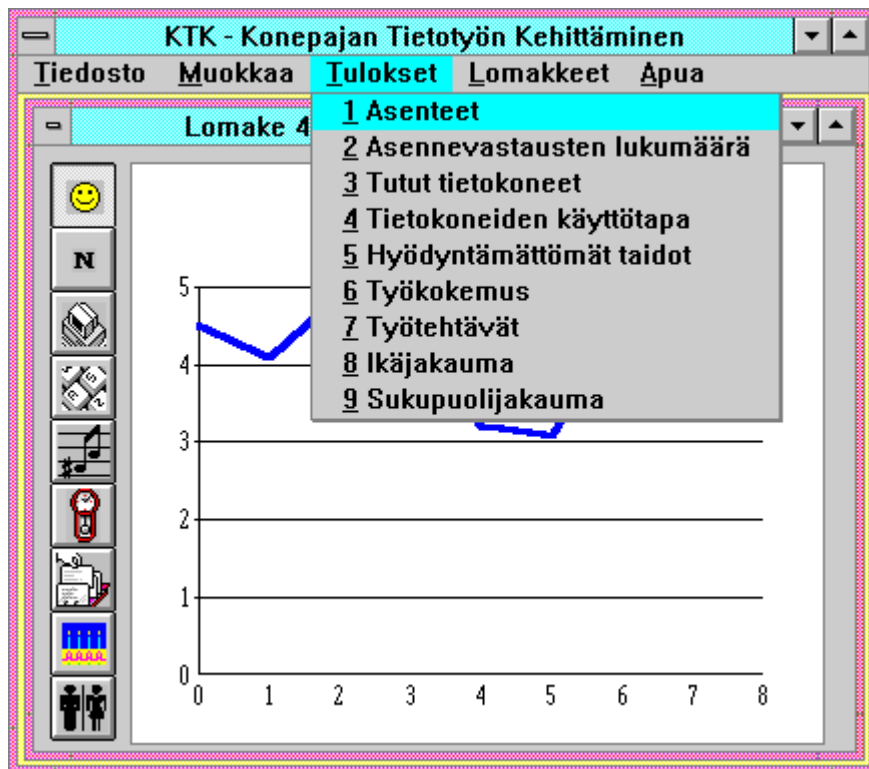 KTK - Konepajan Tietotyön Kehittäminen
Tiedosto Muokkaa Tulokset Lomakkeet Apua
Lomake 4
1 Asenteet
2 Asennevastausten lukumäärä
3 Tutut tietokoneet
4 Tietokoneiden käyttötapa
5 Hyödyntämättömät taidot
6 Työkokemus
7 Työtehtävät
8 Ikäjakauma
9 Sukupuolijakauma
N
5
4
3
2
1
0
0 1 2 3 4 5 6 7 8